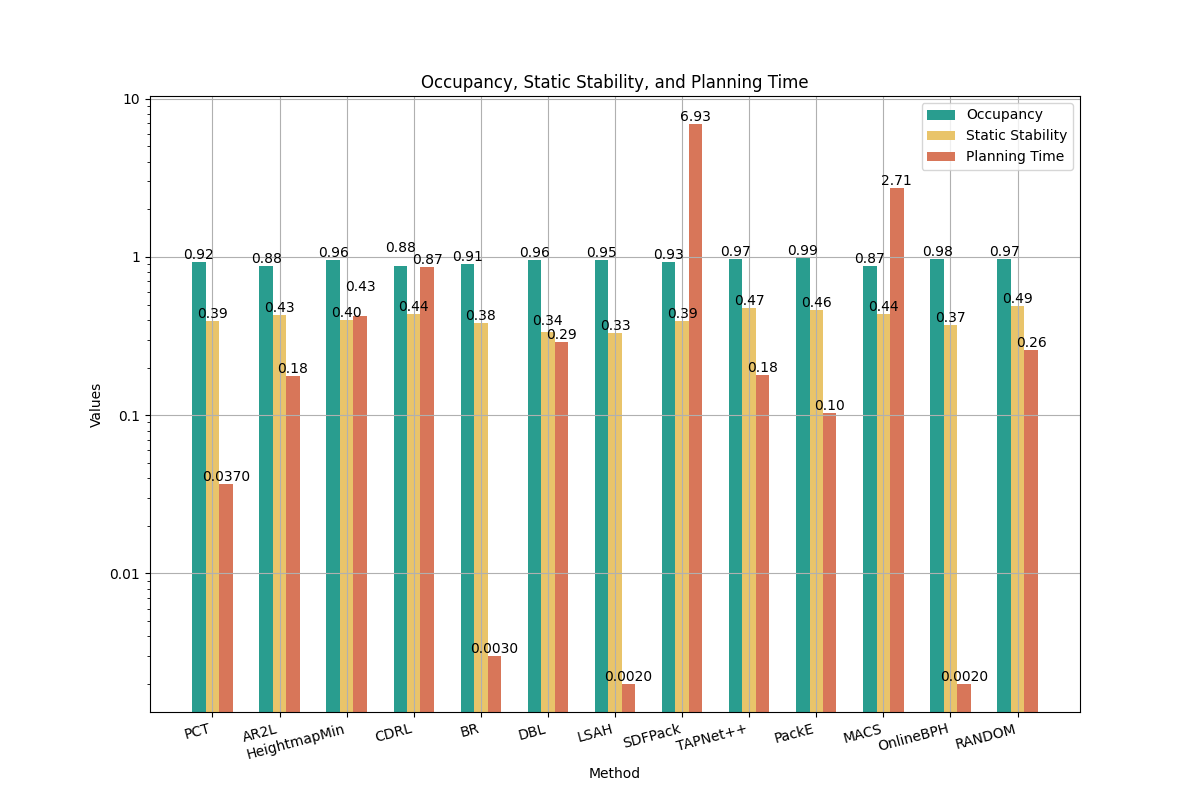 Occupancy, Static Stability, and Planning Time
10
1
0.1
0.01
Values
Occupancy
Static Stability
Planning Time
0.92
0.39
0.0370
0.88
0.43
0.18
0.96
0.40
0.43
0.88
0.44
0.87
0.91
0.38
0.0030
0.96
0.34
0.29
0.95
0.33
0.0020
0.93
0.39
6.93
0.97
0.47
0.18
0.99
0.46
0.10
0.87
0.44
2.71
0.98
0.37
0.0020
0.97
0.49
0.26
PCT
AR2L
HeightmapMin
CDRL
BR
DBL
LSAH
SDFPack
TAPNet++
PackE
MACS
OnlineBPH
RANDOM
Method